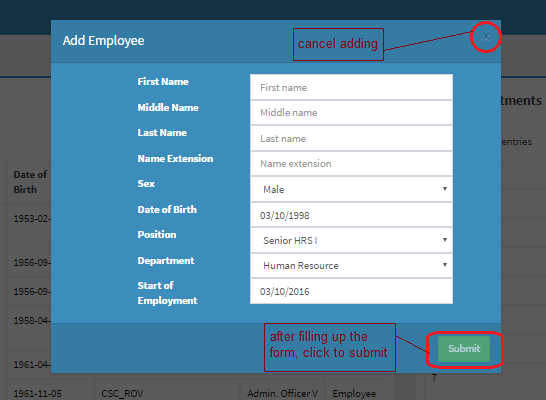 Add Employee
cancel adding
×
First Name
First name
Middle Name
Middle name
Last Name
Last name
Name Extension
Name extension
Sex
Male
Date of Birth
03/10/1998
Position
Senior HRS I
Department
Human Resource
Start of
Employment
03/10/2016
after filling up the
form, click to submit
Submit
tments
entries
Date of
Birth
1953-02-
1956-09-
1956-09-
1958-04-
1961-04-
7
1961-11-05 CSC_ROV Admin. Officer V Employee